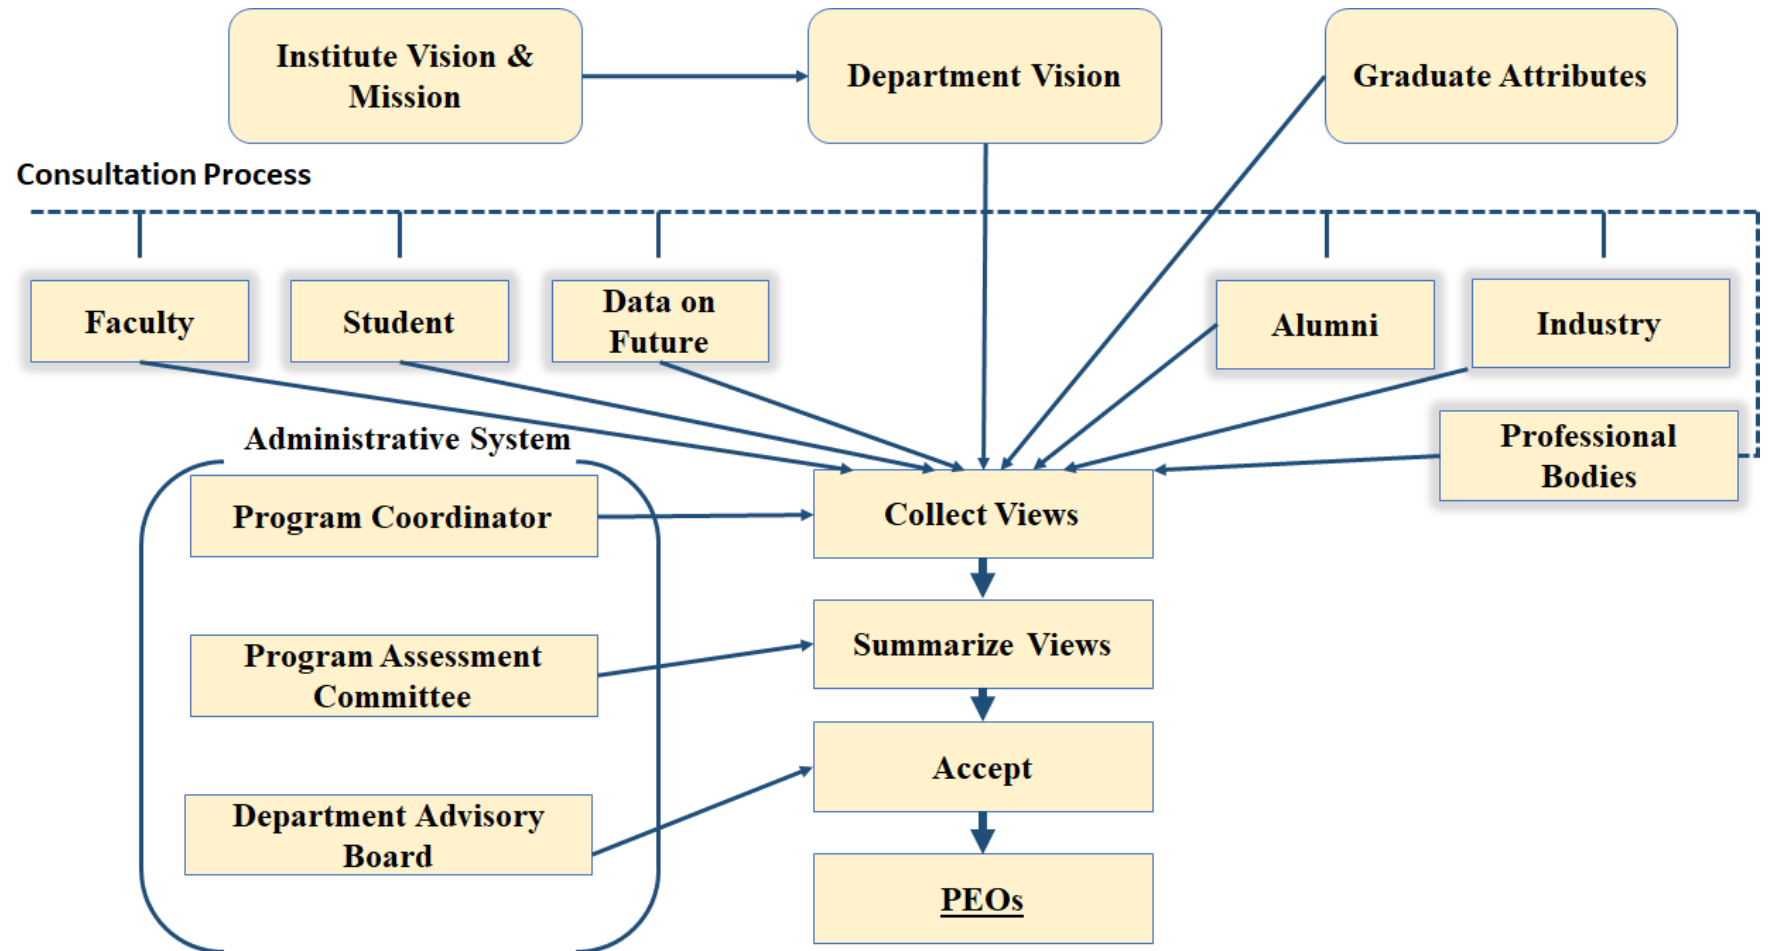 Institute Vision &
Mission
Department Vision
Graduate Attributes
Consultation Process
Faculty
Student
Data on
Future
Alumni
Industry
Professional
Bodies
Administrative System
Program Coordinator
Collect Views
Program Assessment
Committee
Summarize Views
Department Advisory
Board
Accept
PEOs